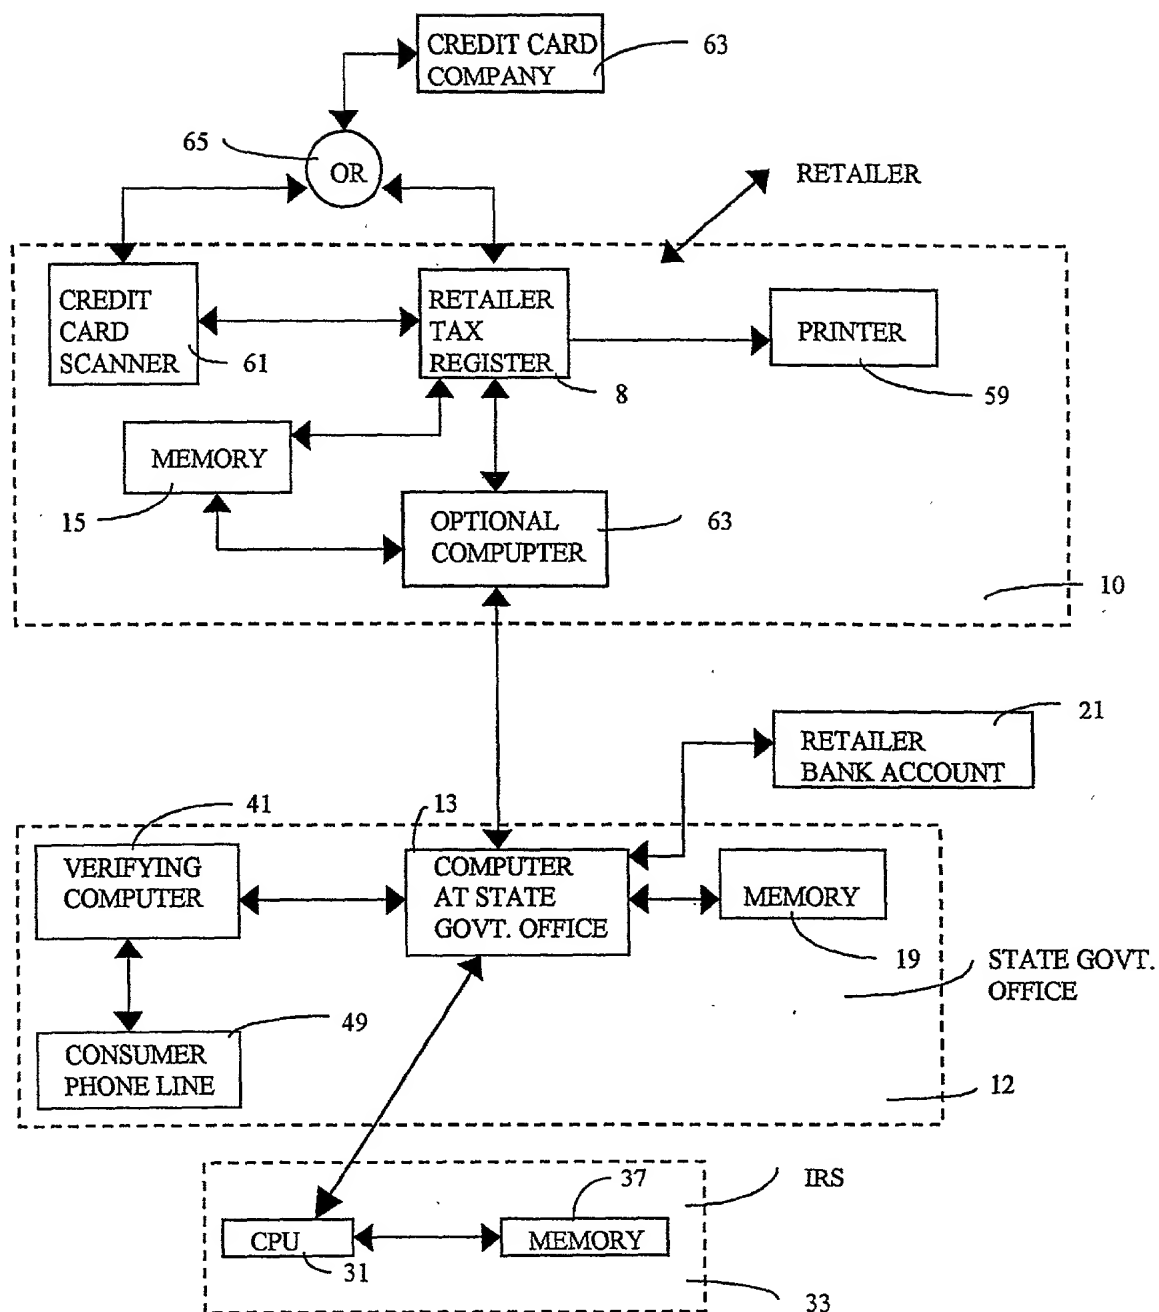 CREDIT CARD
COMPANY
63
65
OR
RETAILER
CREDIT
CARD
SCANNER
61
RETAILER
TAX
REGISTER
8
PRINTER
59
MEMORY
15
OPTIONAL
COMPUPTER
63
10
21
RETAILER
BANK ACCOUNT
41
13
VERIFYING
COMPUTER
COMPUTER
AT STATE
GOVT. OFFICE
MEMORY
19
STATE GOVT.
OFFICE
49
CONSUMER
PHONE LINE
12
37
IRS
CPU
MEMORY
31
33